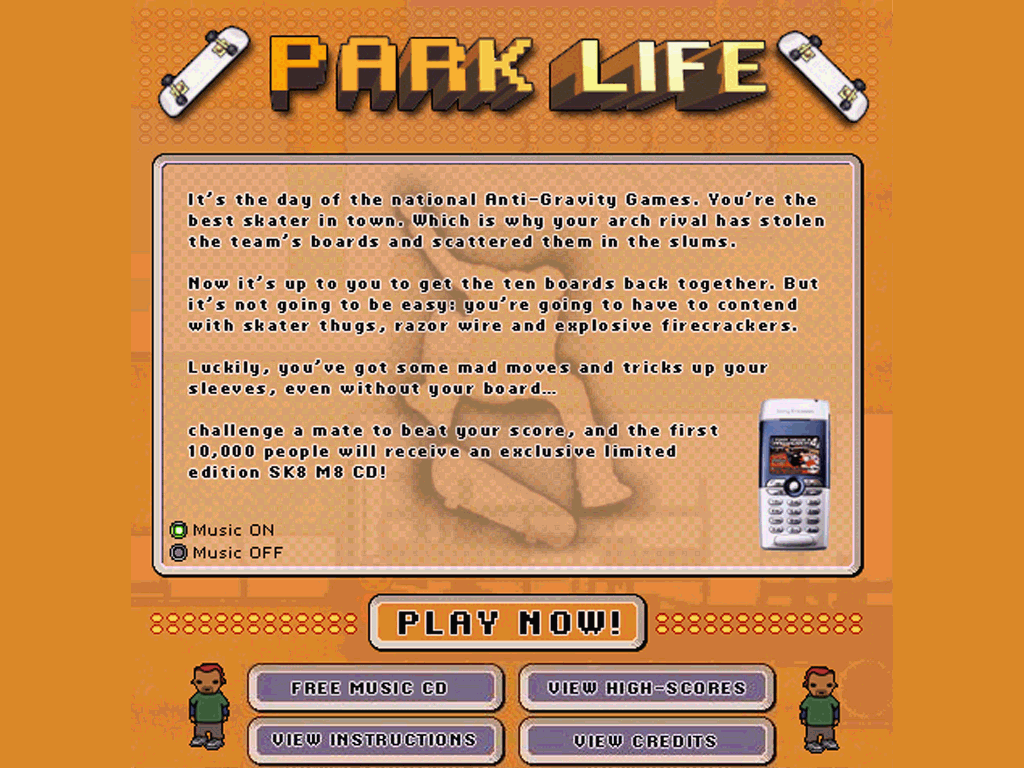 PARK LIFE
It's the day of the national Anti-Gravity Games. You're the
best skater in town. Which is why your arch rival has stolen
the team's boards and scattered them in the slums.
Now it's up to you to get the ten boards back together. But
it's not going to be easy: you're going to have to contend
with skater thugs, razor wire and explosive firecrackers.
Luckily, you've got some mad moves and tricks up your
sleeves, even without your board...
challenge a mate to beat your score, and the first
10,000 people will receive an exclusive limited
edition SK8 M8 CD!
Sony Ericsson
Music ON
Music OFF
PLAY NOW!
FREE MUSIC CD
VIEW HIGH-SCORES
VIEW INSTRUCTIONS
VIEW CREDITS